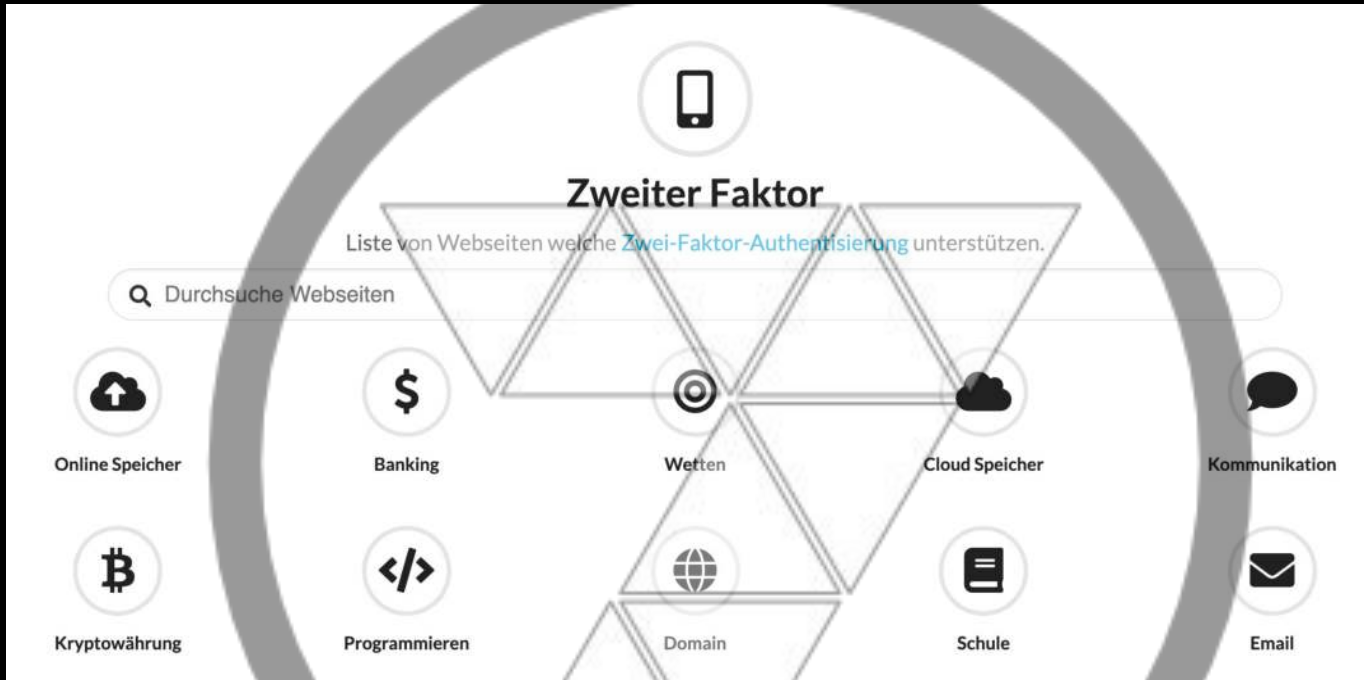 Zweiter Faktor
Liste von Webseiten welche Zwei-Faktor-Authentisierung unterstützen.
Durchsuche Webseiten
Online Speicher
Banking
Wetten
Cloud Speicher
Kommunikation
Kryptowährung
Programmieren
Domain
Schule
Email